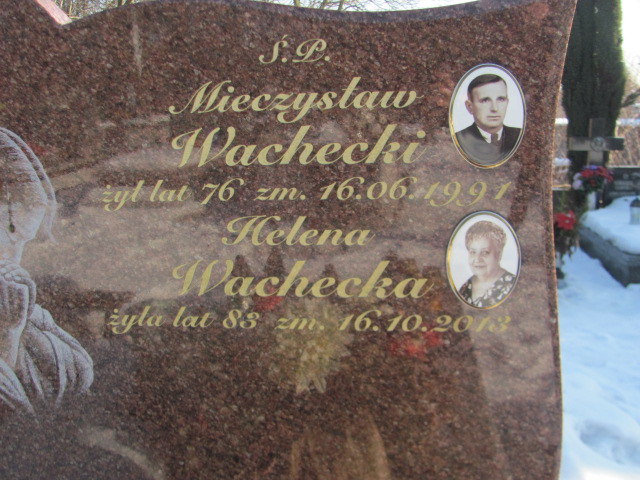 Ś.P.
Mieczysław
Wachecki
żył lat 76 zm. 16.06.1991
Helena
Wachecka
żyła lat 83 zm. 16.10.2013